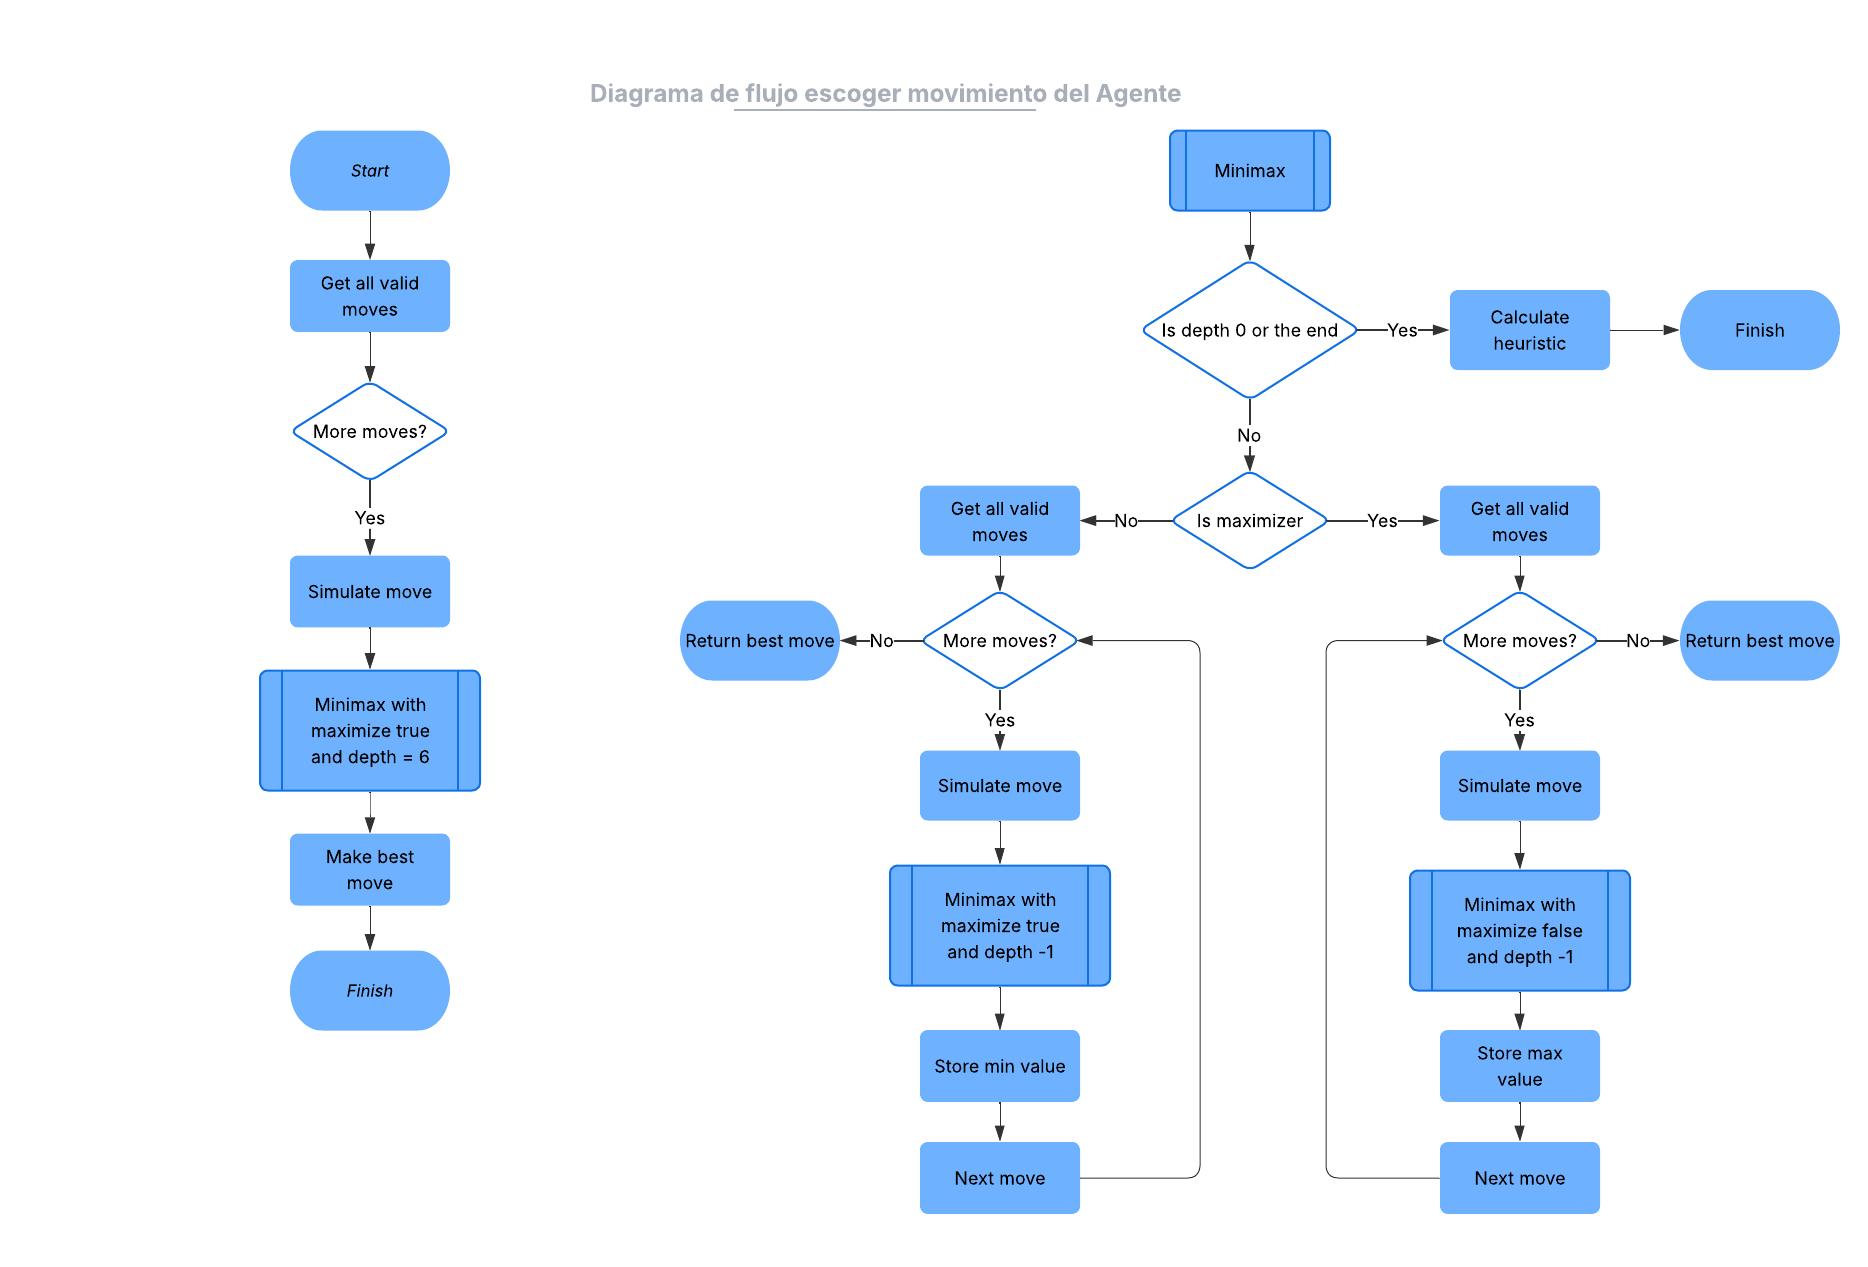 Diagrama de flujo escoger movimiento del Agente
Start
Get all valid
moves
More moves?
Yes
Simulate move
Minimax with
maximize true
and depth = 6
Make best
move
Finish
Minimax
Is depth 0 or the end
Yes
Calculate
heuristic
Finish
No
Is maximizer
No
Get all valid
moves
More moves?
No
Return best move
Yes
Simulate move
Minimax with
maximize true
and depth -1
Store min value
Next move
Yes
Get all valid
moves
More moves?
No
Return best move
Yes
Simulate move
Minimax with
maximize false
and depth -1
Store max
value
Next move